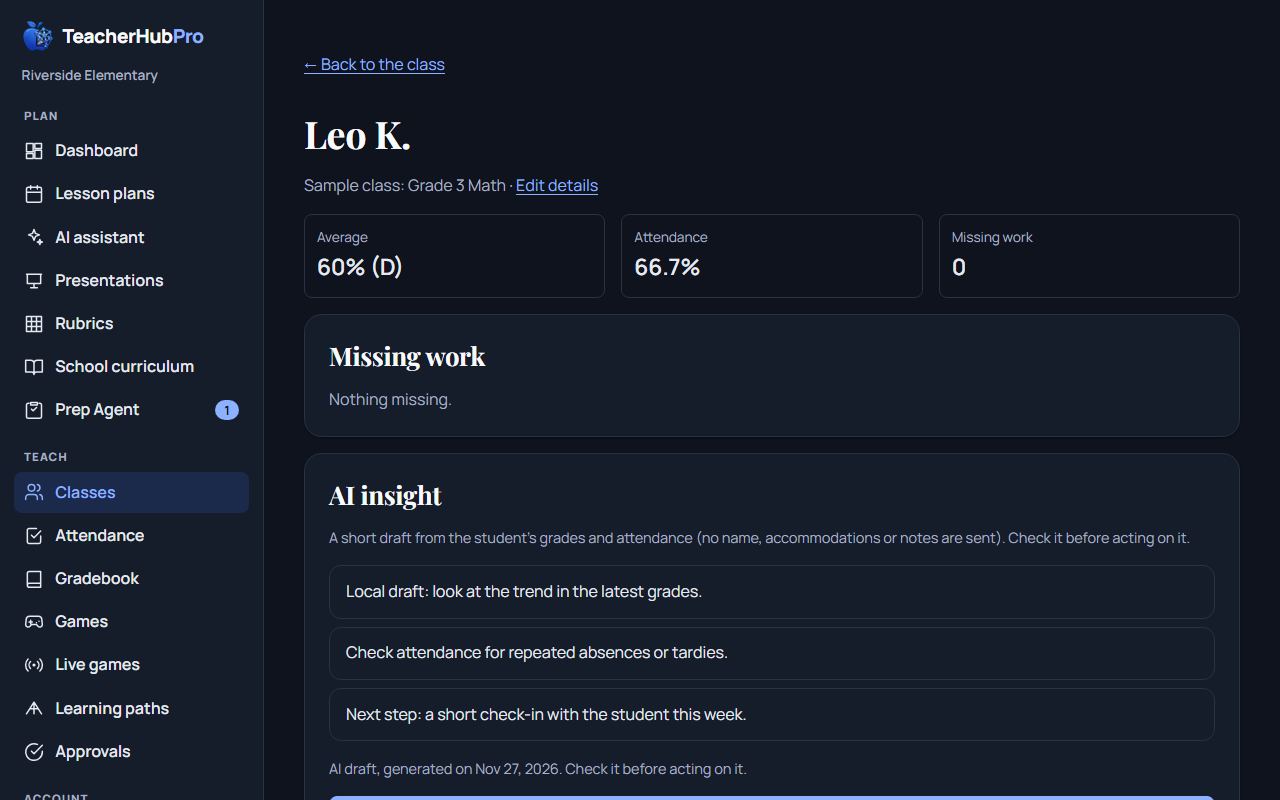 TeacherHubPro
Riverside Elementary
PLAN
Dashboard
Lesson plans
AI assistant
Presentations
Rubrics
School curriculum
Prep Agent 1
TEACH
Classes
Attendance
Gradebook
Games
Live games
Learning paths
Approvals
ACCOUNT
← Back to the class
Leo K.
Sample class: Grade 3 Math · Edit details
Average
60% (D)
Attendance
66.7%
Missing work
0
Missing work
Nothing missing.
AI insight
A short draft from the student's grades and attendance (no name, accommodations or notes are sent). Check it before acting on it.
Local draft: look at the trend in the latest grades.
Check attendance for repeated absences or tardies.
Next step: a short check-in with the student this week.
AI draft, generated on Nov 27, 2026. Check it before acting on it.